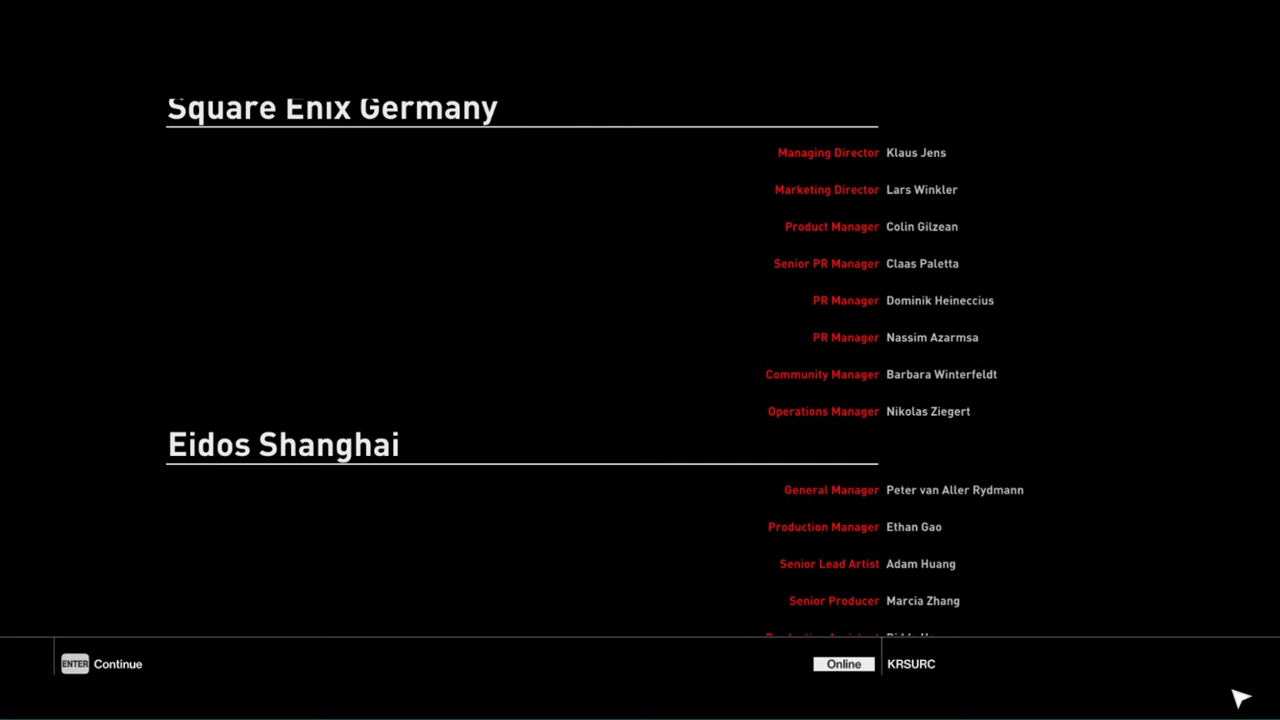 Square Enix Germany
Managing Director Klaus Jens
Marketing Director Lars Winkler
Product Manager Colin Gilzean
Senior PR Manager Claas Paletta
PR Manager Dominik Heineccius
PR Manager Nassim Azarmsa
Community Manager Barbara Winterfeldt
Operations Manager Nikolas Ziegert
Eidos Shanghai
General Manager Peter van Aller Rydmann
Production Manager Ethan Gao
Senior Lead Artist Adam Huang
Senior Producer Marcia Zhang
ENTER Continue Online KRSURC